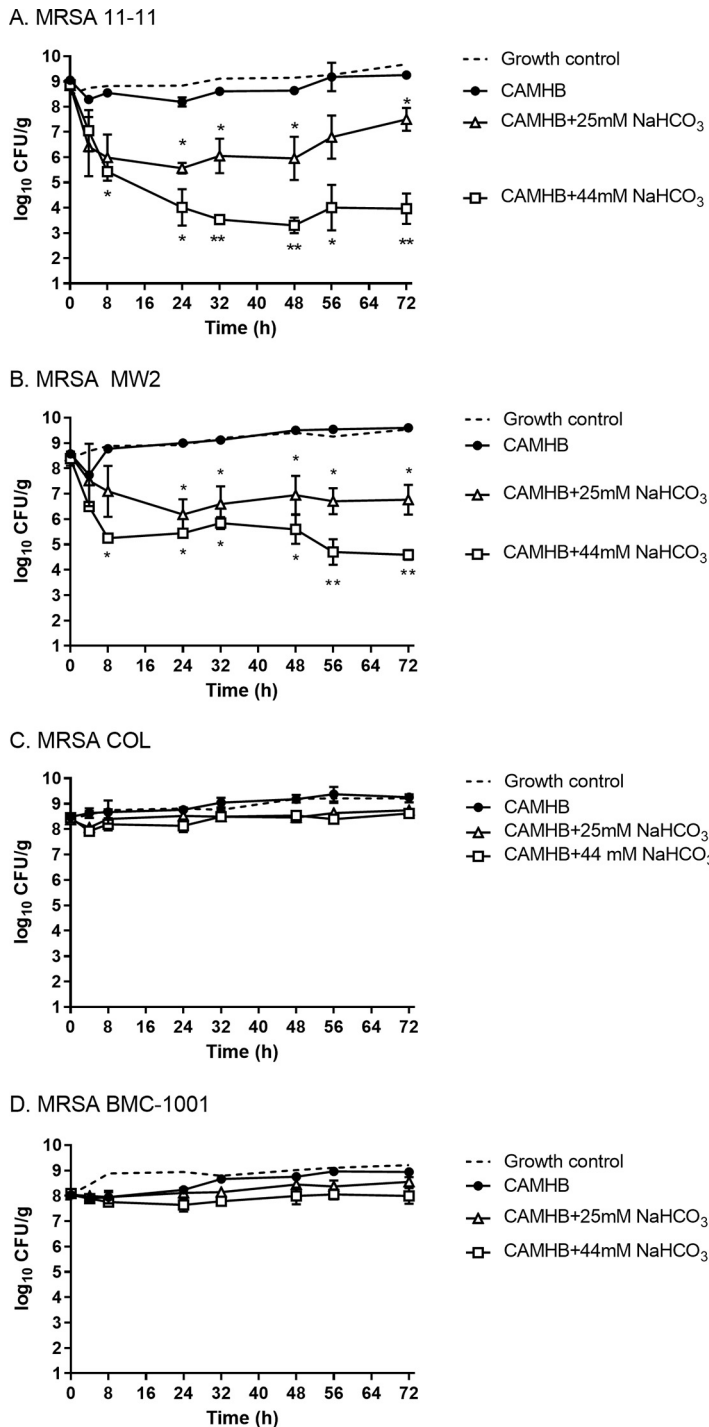 A. MRSA 11-11
10
9
8
7
6
5
4
3
2
1
log10 CFU/g
0 8 16 24 32 40 48 56 64 72
Time (h)
* * * * *
* * ** ** * **
Growth control
CAMHB
CAMHB+25mM NaHCO3
CAMHB+44mM NaHCO3
B. MRSA  MW2
10
9
8
7
6
5
4
3
2
1
log10 CFU/g
0 8 16 24 32 40 48 56 64 72
Time (h)
* * * * *
* * * * ** **
Growth control
CAMHB
CAMHB+25mM NaHCO3
CAMHB+44mM NaHCO3
C. MRSA COL
10
9
8
7
6
5
4
3
2
1
log10 CFU/g
0 8 16 24 32 40 48 56 64 72
Time (h)
Growth control
CAMHB
CAMHB+25mM NaHCO3
CAMHB+44 mM NaHCO3
D. MRSA BMC-1001
10
9
8
7
6
5
4
3
2
1
log10 CFU/g
0 8 16 24 32 40 48 56 64 72
Time (h)
Growth control
CAMHB
CAMHB+25mM NaHCO3
CAMHB+44mM NaHCO3